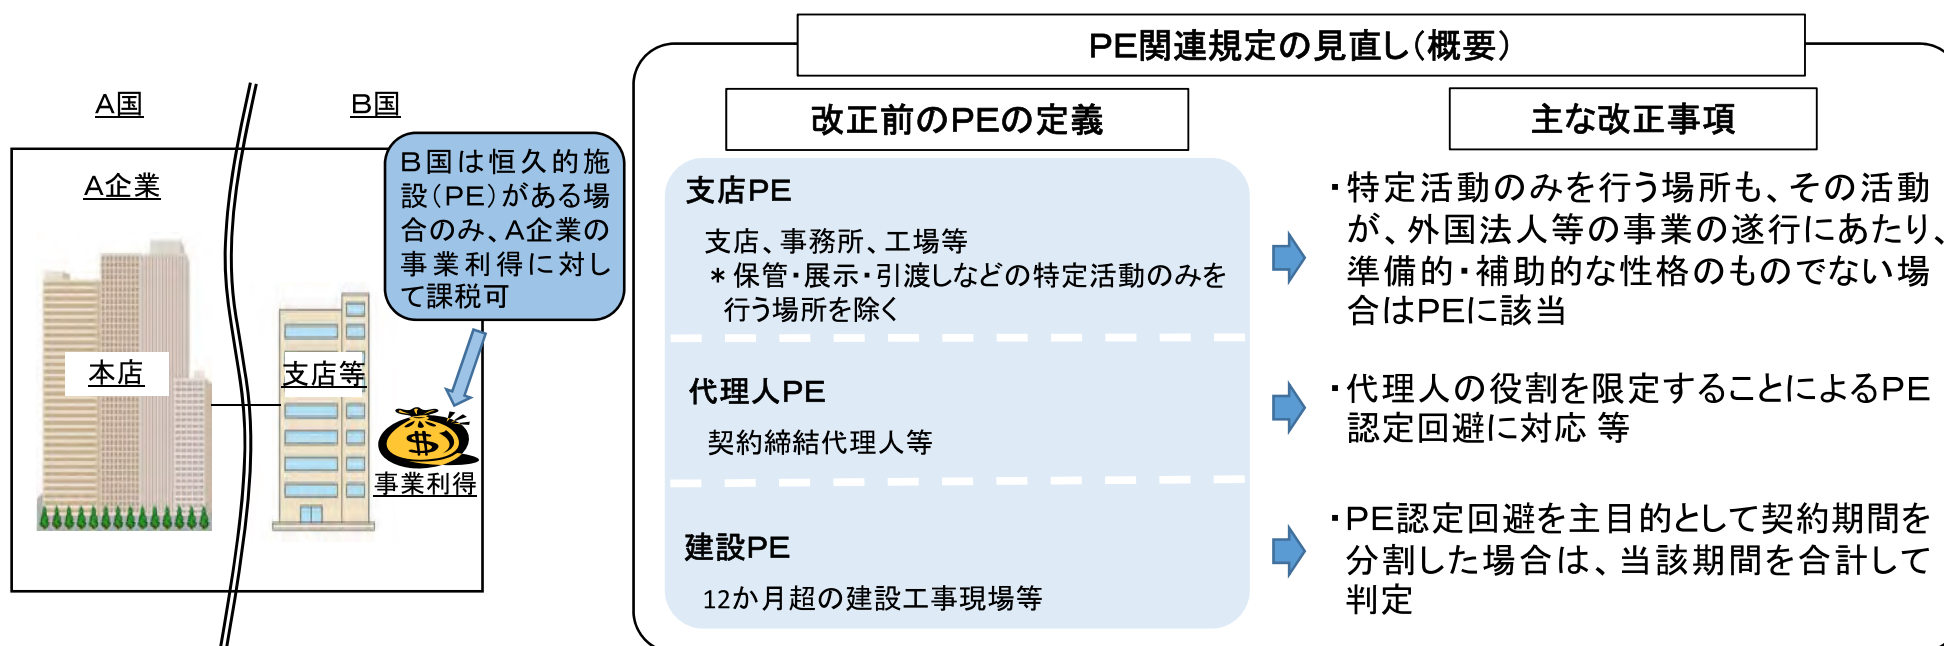 A国
B国
A企業
B国は恒久的施
設(PE)がある場
合のみ、A企業の
事業利得に対し
て課税可
本店
支店等
事業利得
PE関連規定の見直し(概要)
改正前のPEの定義
主な改正事項
支店PE
支店、事務所、工場等
*保管・展示・引渡しなどの特定活動のみを
行う場所を除く
・特定活動のみを行う場所も、その活動
が、外国法人等の事業の遂行にあたり、
準備的・補助的な性格のものでない場
合はPEに該当
代理人PE
契約締結代理人等
・代理人の役割を限定することによるPE
認定回避に対応 等
建設PE
12か月超の建設工事現場等
・PE認定回避を主目的として契約期間を
分割した場合は、当該期間を合計して
判定